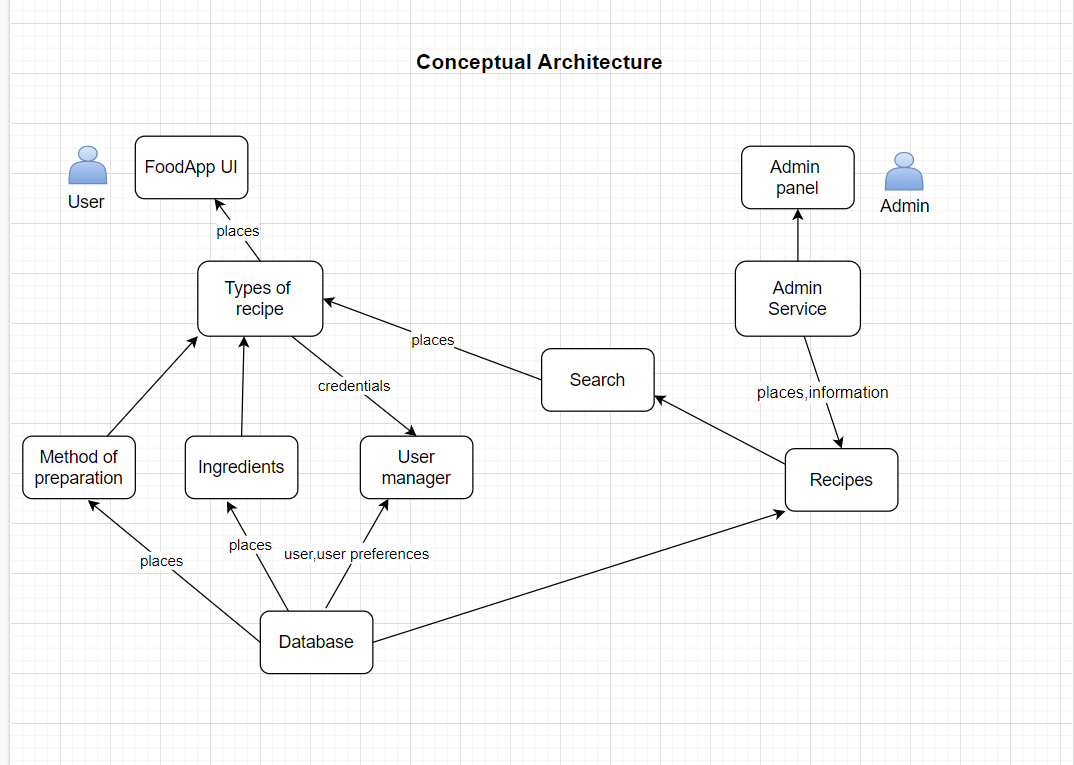 Conceptual Architecture
FoodApp UI
User
Admin
panel
Admin
places
Types of
recipe
Admin
Service
places
Search
credentials
places,information
Method of
preparation
Ingredients
User
manager
Recipes
places
places
user,user preferences
Database